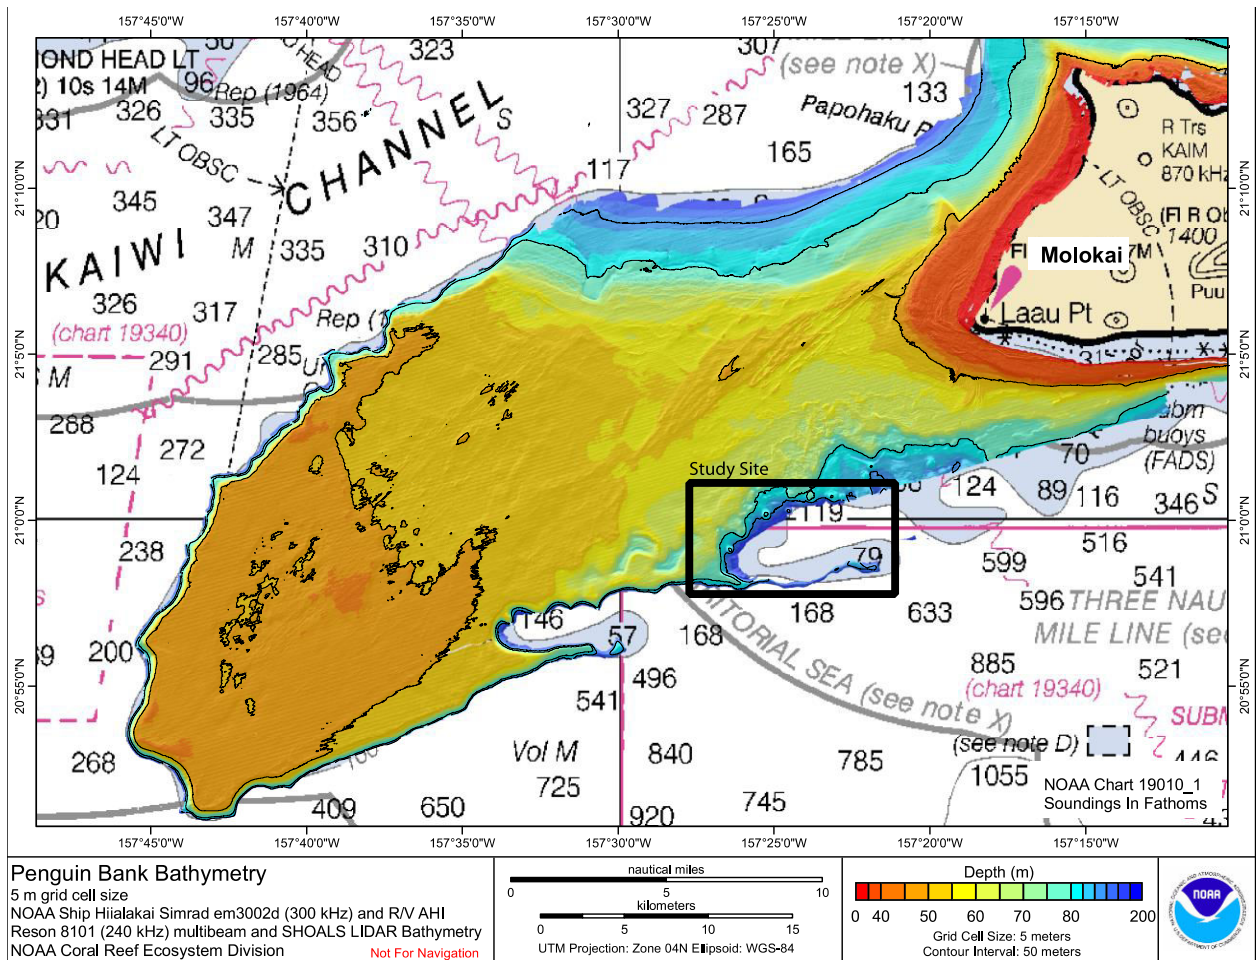 157°45'0"W 157°40'0"W 157°35'0"W 157°30'0"W 157°25'0"W 157°20'0"W 157°15'0"W
21°10'0"N
21°5'0"N
21°0'0"N
20°55'0"N
21°10'0"N
21°5'0"N
21°0'0"N
20°55'0"N
OND HEAD LT
10s 14M
96
Rep (1964)
O HEAD
323
307
(see note X)
133
326 335 356
S
327 287
Papohaku
LT OBSC
CHANNEL
165
117
R Trs
KAIM
870 kHz
LT OBSC
1400
345
347
M
335
310
KAIWI
Molokai
Puu
326
317
(chart 19340)
Rep
Laau Pt
291
285
M
288
272
124
238
200
268
Study Site
119
79
124
89
116
70
buoys
(FADS)
346
S
516
599
541
596
THREE NAU
MILE LINE
168
633
146
57
168
496
541
ITORIAL SEA (see note X)
885
(chart 19340)
521
SUBM
(see note D)
446
Vol M
725
840
785
1055
409
650
745
920
NOAA Chart 19010_1
Soundings In Fathoms
Penguin Bank Bathymetry
5 m grid cell size
NOAA Ship Hiialakai Simrad em3002d (300 kHz) and R/V AHI
Reson 8101 (240 kHz) multibeam and SHOALS LIDAR Bathymetry
NOAA Coral Reef Ecosystem Division
Not For Navigation
nautical miles
0 5 10
kilometers
0 5 10 15
UTM Projection: Zone 04N Ellipsoid: WGS-84
Depth (m)
0 40 50 60 70 80 200
Grid Cell Size: 5 meters
Contour Interval: 50 meters
NOAA
157°45'0"W 157°40'0"W 157°35'0"W 157°30'0"W 157°25'0"W 157°20'0"W 157°15'0"W